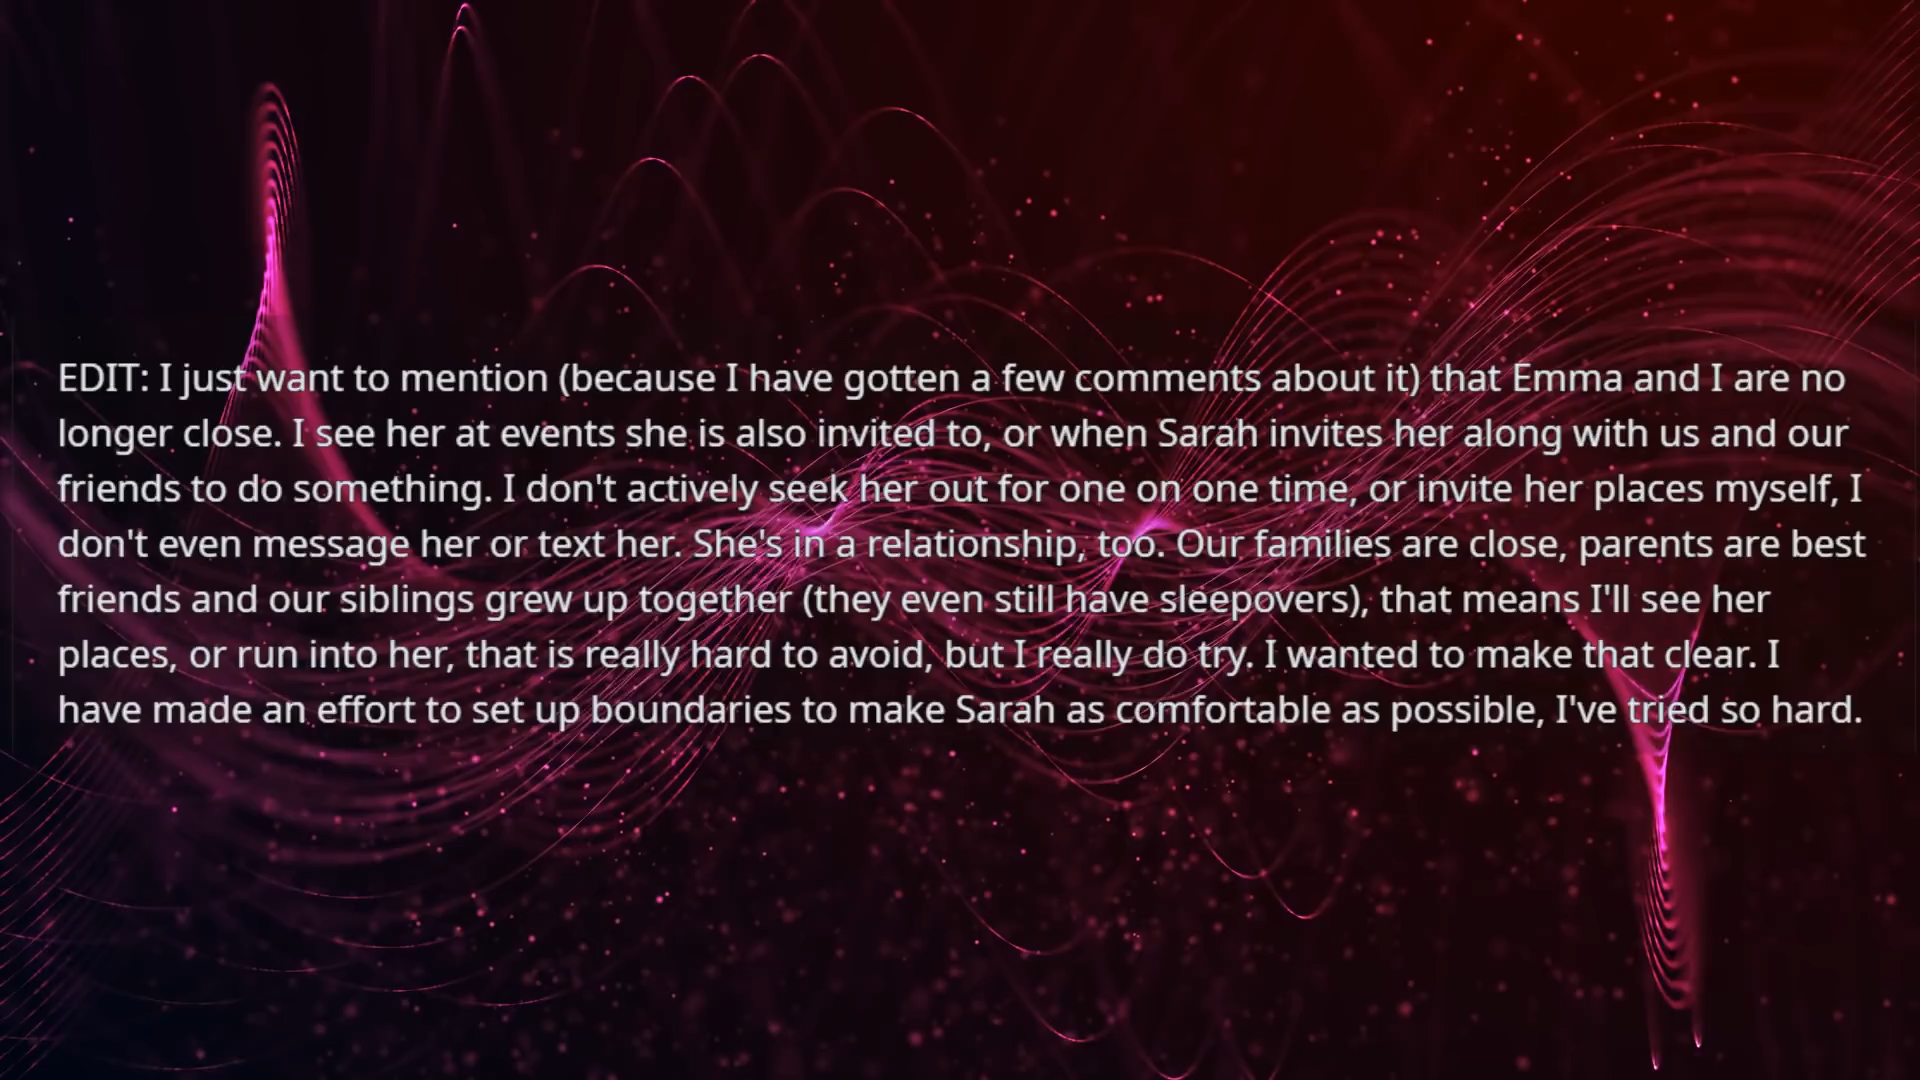 EDIT: I just want to mention (because I have gotten a few comments about it) that Emma and I are no
longer close. I see her at events she is also invited to, or when Sarah invites her along with us and our
friends to do something. I don't actively seek her out for one on one time, or invite her places myself, I
don't even message her or text her. She's in a relationship, too. Our families are close, parents are best
friends and our siblings grew up together (they even still have sleepovers), that means I'll see her
places, or run into her, that is really hard to avoid, but I really do try. I wanted to make that clear. I
have made an effort to set up boundaries to make Sarah as comfortable as possible, I've tried so hard.